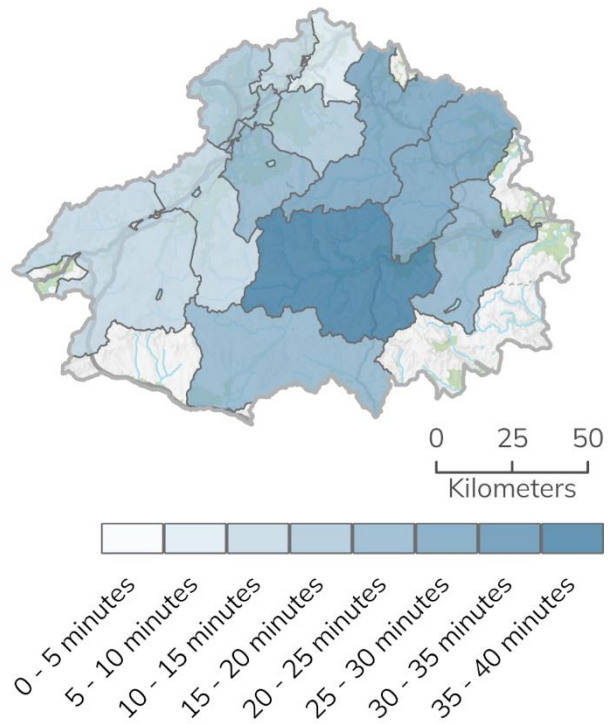 0 25 50
Kilometers
0 - 5 minutes
5 - 10 minutes
10 - 15 minutes
15 - 20 minutes
20 - 25 minutes
25 - 30 minutes
30 - 35 minutes
35 - 40 minutes